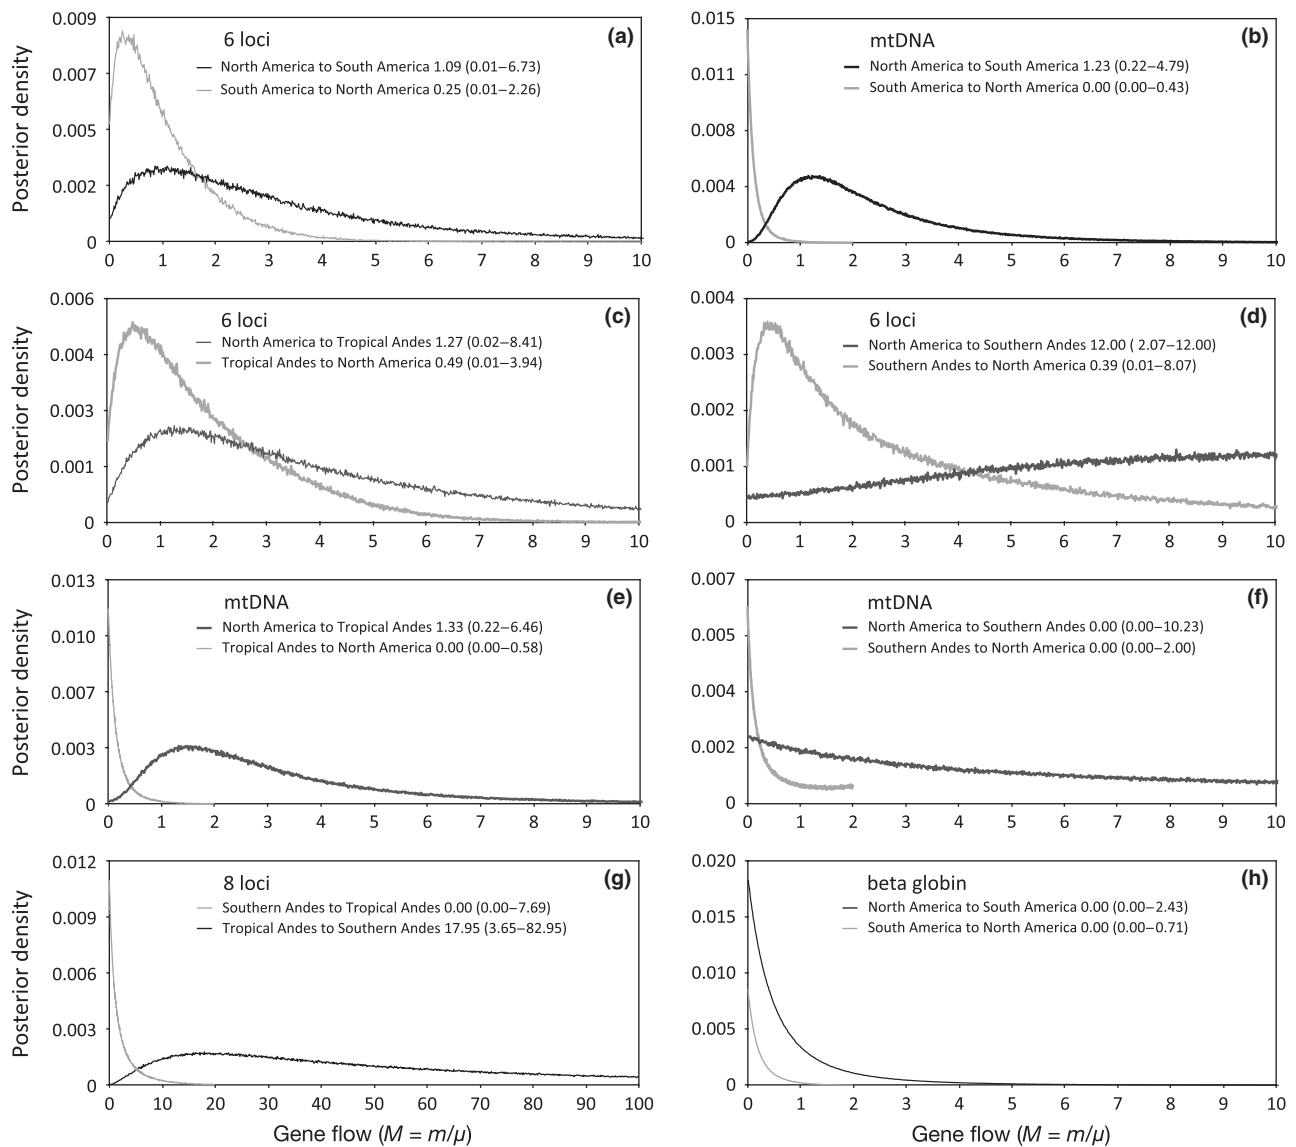 (a)
6 loci
North America to South America 1.09 (0.01–6.73)
South America to North America 0.25 (0.01–2.26)
Posterior density
0.009
0.007
0.005
0.002
0
0 1 2 3 4 5 6 7 8 9 10
(b)
mtDNA
North America to South America 1.23 (0.22–4.79)
South America to North America 0.00 (0.00–0.43)
0.015
0.011
0.008
0.004
0
0 1 2 3 4 5 6 7 8 9 10
(c)
6 loci
North America to Tropical Andes 1.27 (0.02–8.41)
Tropical Andes to North America 0.49 (0.01–3.94)
Posterior density
0.006
0.004
0.003
0.001
0
0 1 2 3 4 5 6 7 8 9 10
(d)
6 loci
North America to Southern Andes 12.00 ( 2.07–12.00)
Southern Andes to North America 0.39 (0.01–8.07)
0.004
0.003
0.002
0.001
0
0 1 2 3 4 5 6 7 8 9 10
(e)
mtDNA
North America to Tropical Andes 1.33 (0.22–6.46)
Tropical Andes to North America 0.00 (0.00–0.58)
Posterior density
0.013
0.010
0.007
0.003
0
0 1 2 3 4 5 6 7 8 9 10
(f)
mtDNA
North America to Southern Andes 0.00 (0.00–10.23)
Southern Andes to North America 0.00 (0.00–2.00)
0.007
0.005
0.004
0.002
0
0 1 2 3 4 5 6 7 8 9 10
(g)
8 loci
Southern Andes to Tropical Andes 0.00 (0.00–7.69)
Tropical Andes to Southern Andes 17.95 (3.65–82.95)
Posterior density
0.012
0.009
0.006
0.003
0
0 10 20 30 40 50 60 70 80 90 100
Gene flow (M = m/μ)
(h)
beta globin
North America to South America 0.00 (0.00–2.43)
South America to North America 0.00 (0.00–0.71)
0.020
0.015
0.010
0.005
0
0 1 2 3 4 5 6 7 8 9 10
Gene flow (M = m/μ)